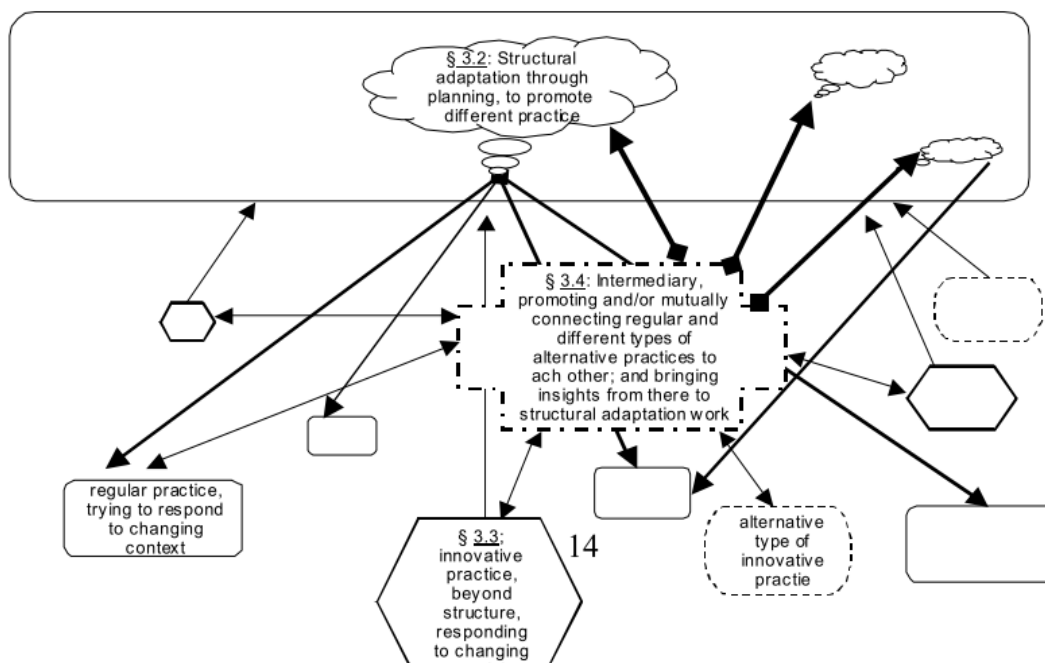 § 3.2: Structural
adaptation through
planning, to promote
different practice
§ 3.4: Intermediary,
promoting and/or mutually
connecting regular and
different types of
alternative practices to
ach other; and bringing
insights from there to
structural adaptation work
regular practice,
trying to respond
to changing
context
§ 3.3;
innovative
practice,
beyond
structure,
responding
to changing
14
alternative
type of
innovative
practie